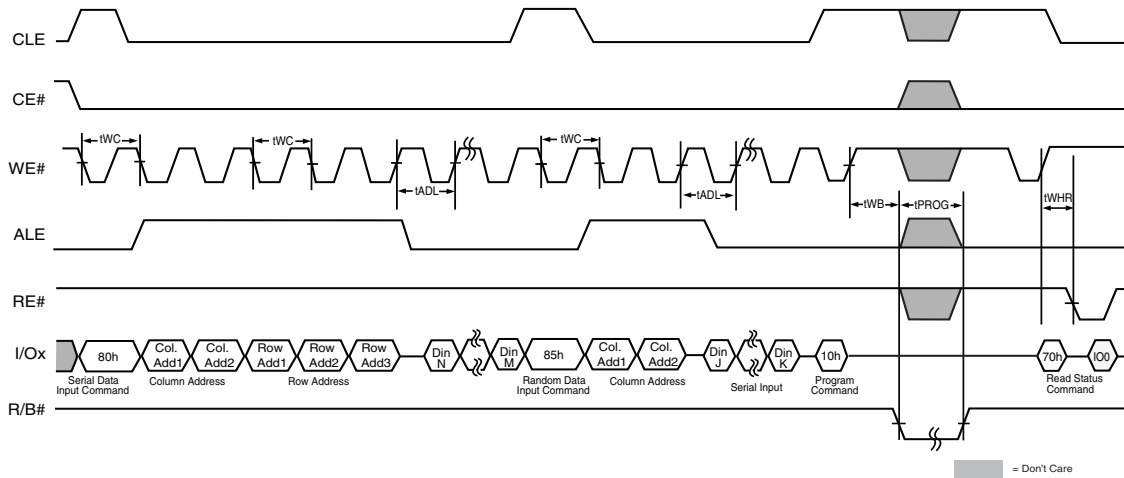 CLE
CE#
tWC
tWC
tWC
WE#
tADL
tADL
tWB
tPROG
tWHR
ALE
RE#
I/Ox
80h
Col. Add1
Col. Add2
Row Add1
Row Add2
Row Add3
Din N
Din M
85h
Col. Add1
Col. Add2
Din J
Din K
10h
70h
IO0
Serial Data
Input Command
Column Address
Row Address
Random Data
Input Command
Column Address
Serial Input
Program
Command
Read Status
Command
R/B#
= Don't Care